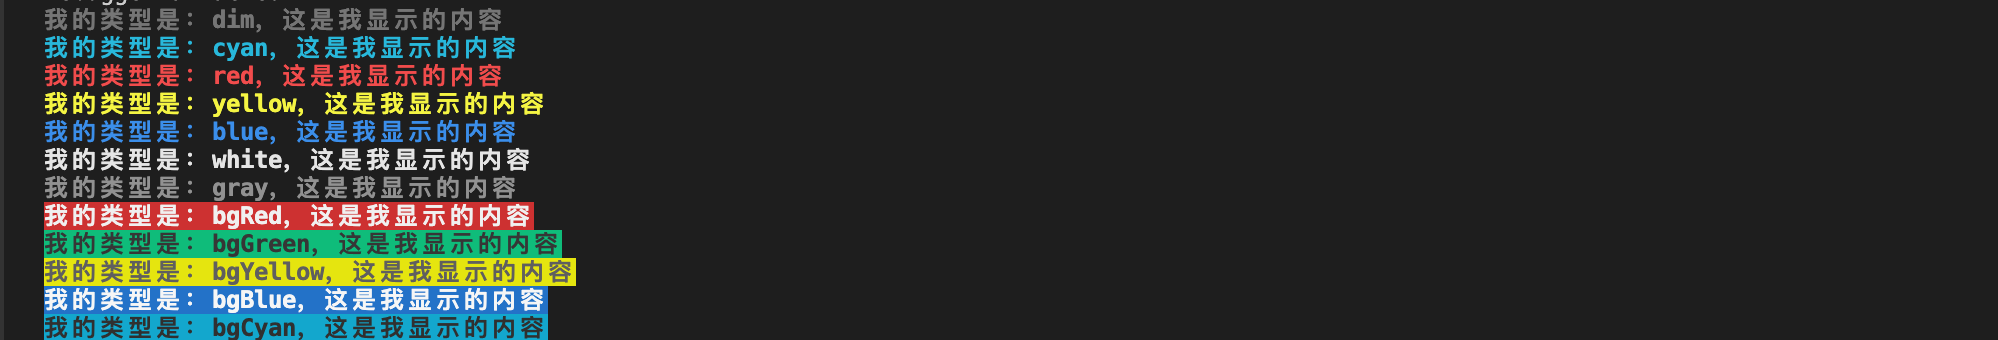 我的类型是: dim, 这是我显示的内容
我的类型是: cyan, 这是我显示的内容
我的类型是: red, 这是我显示的内容
我的类型是: yellow, 这是我显示的内容
我的类型是: blue, 这是我显示的内容
我的类型是: white, 这是我显示的内容
我的类型是: gray, 这是我显示的内容
我的类型是: bgRed, 这是我显示的内容
我的类型是: bgGreen, 这是我显示的内容
我的类型是: bgYellow, 这是我显示的内容
我的类型是: bgBlue, 这是我显示的内容
我的类型是: bgCyan, 这是我显示的内容